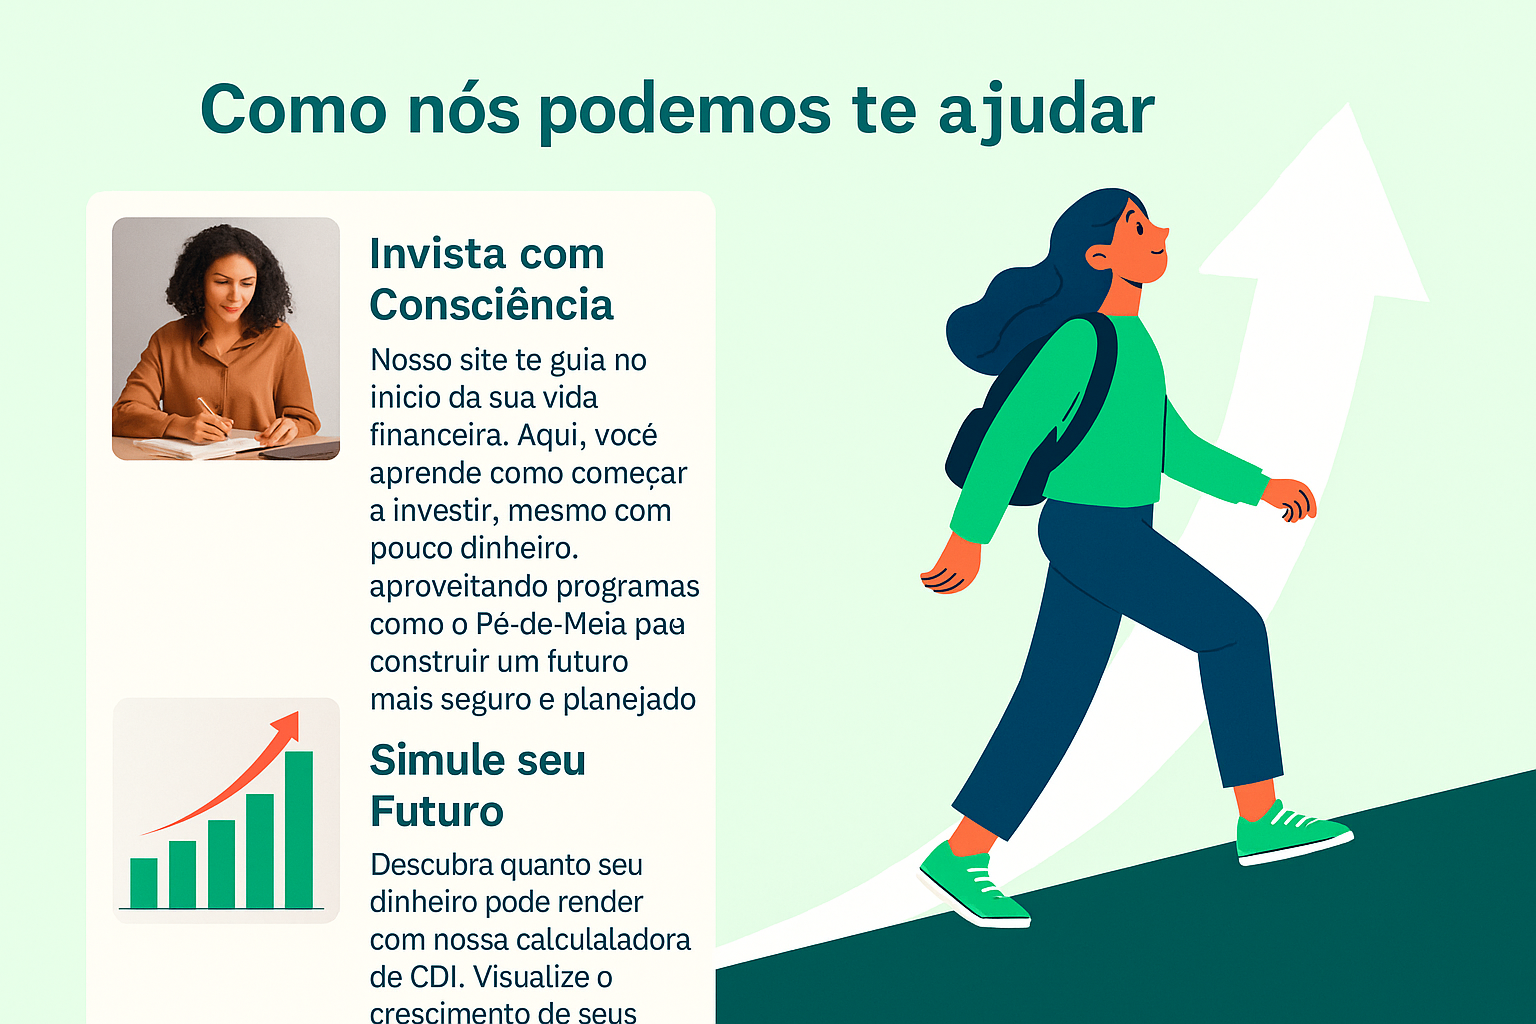 Como nós podemos te ajudar
Invista com
Consciência
Nosso site te guia no
inicio da sua vida
financeira. Aqui, vocé
aprende como começar
a investir, mesmo com
pouco dinheiro.
aproveitando programas
como o Pé-de-Meia
construir um futuro
mais seguro e planejado
Simule seu
Futuro
Descubra quanto seu
dinheiro pode render
com nossa calculaladora
de CDI. Visualize o
crescimento de seus